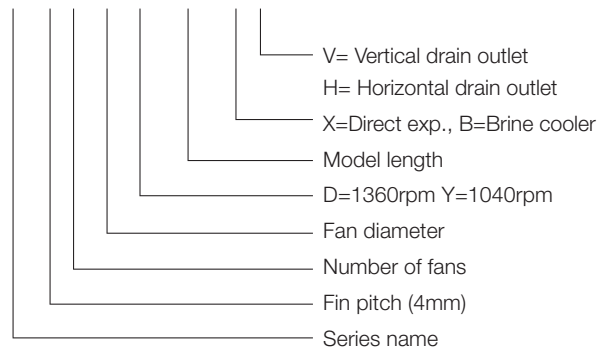 V= Vertical drain outlet
H= Horizontal drain outlet
X=Direct exp., B=Brine cooler
Model length
D=1360rpm Y=1040rpm
Fan diameter
Number of fans
Fin pitch (4mm)
Series name